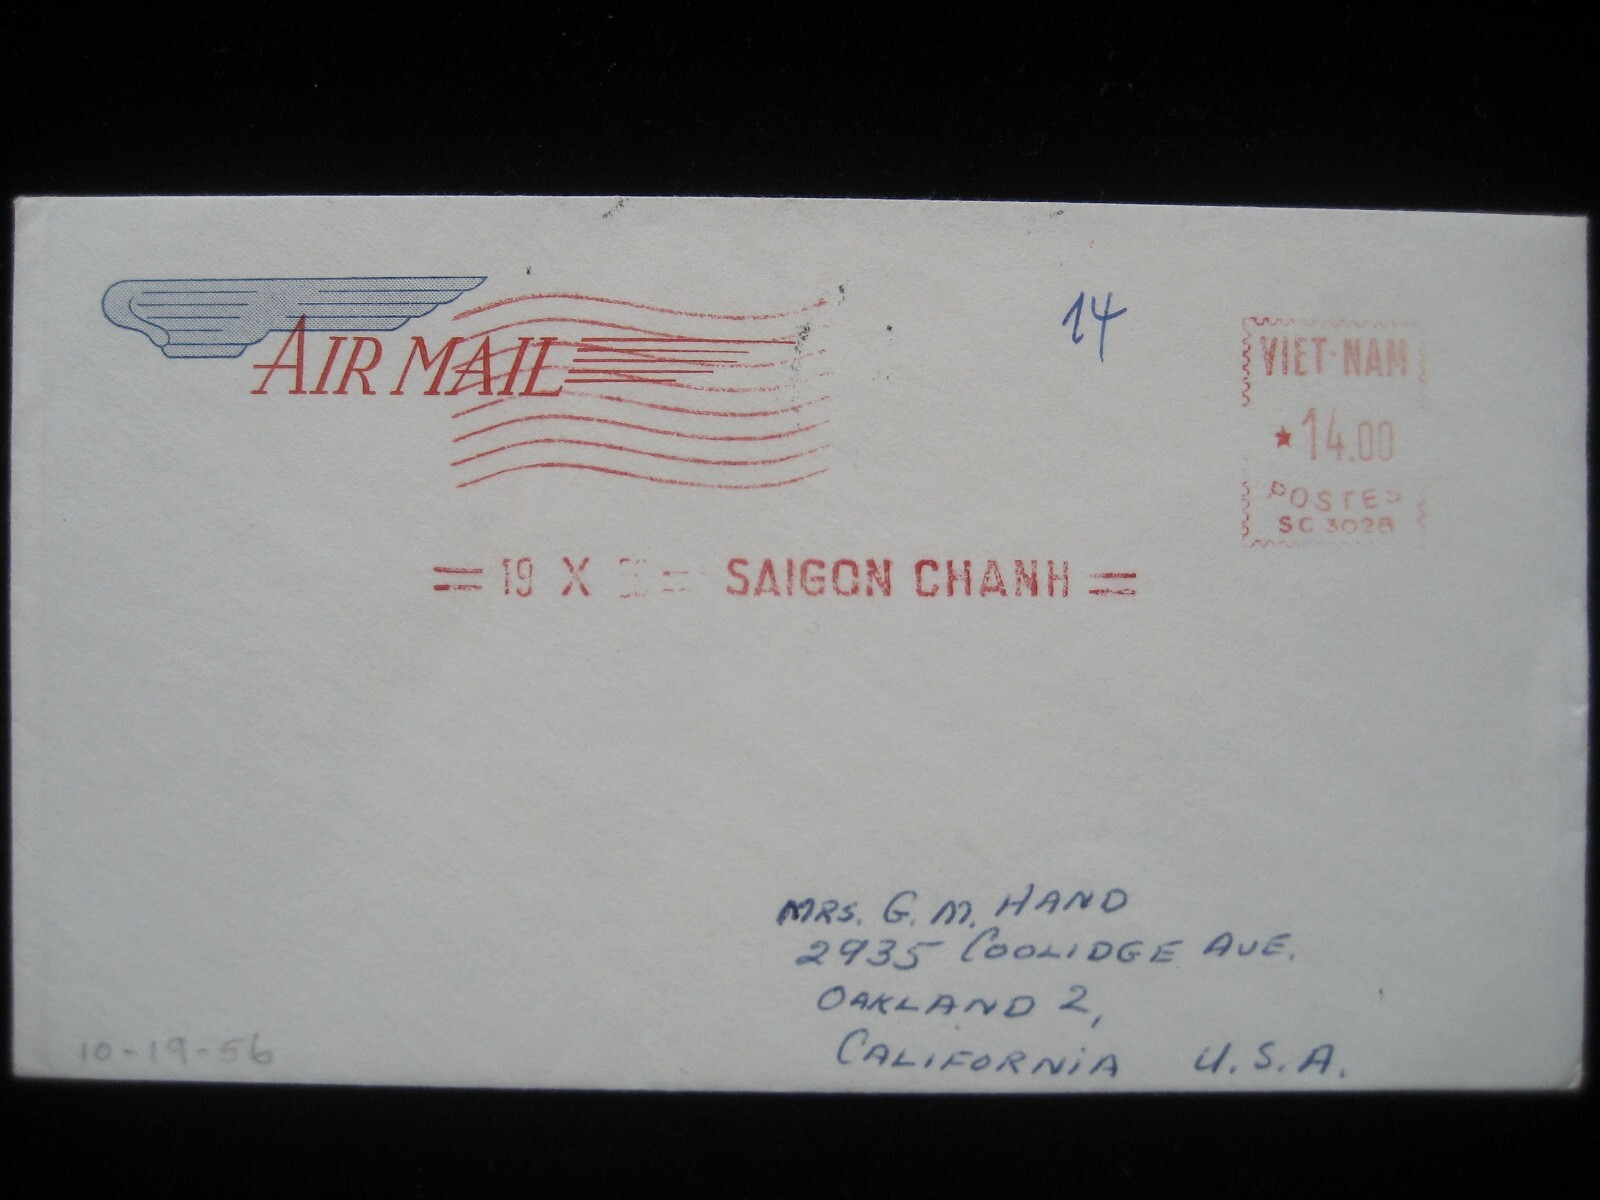 AIR MAIL
14
VIET-NAM
★14.00
POSTES
SC 3028
= 19 X = SAIGON CHANH =
MRS. G. M. HAND
2935 COOLIDGE AVE.
OAKLAND 2,
CALIFORNIA U.S.A.
10-19-56